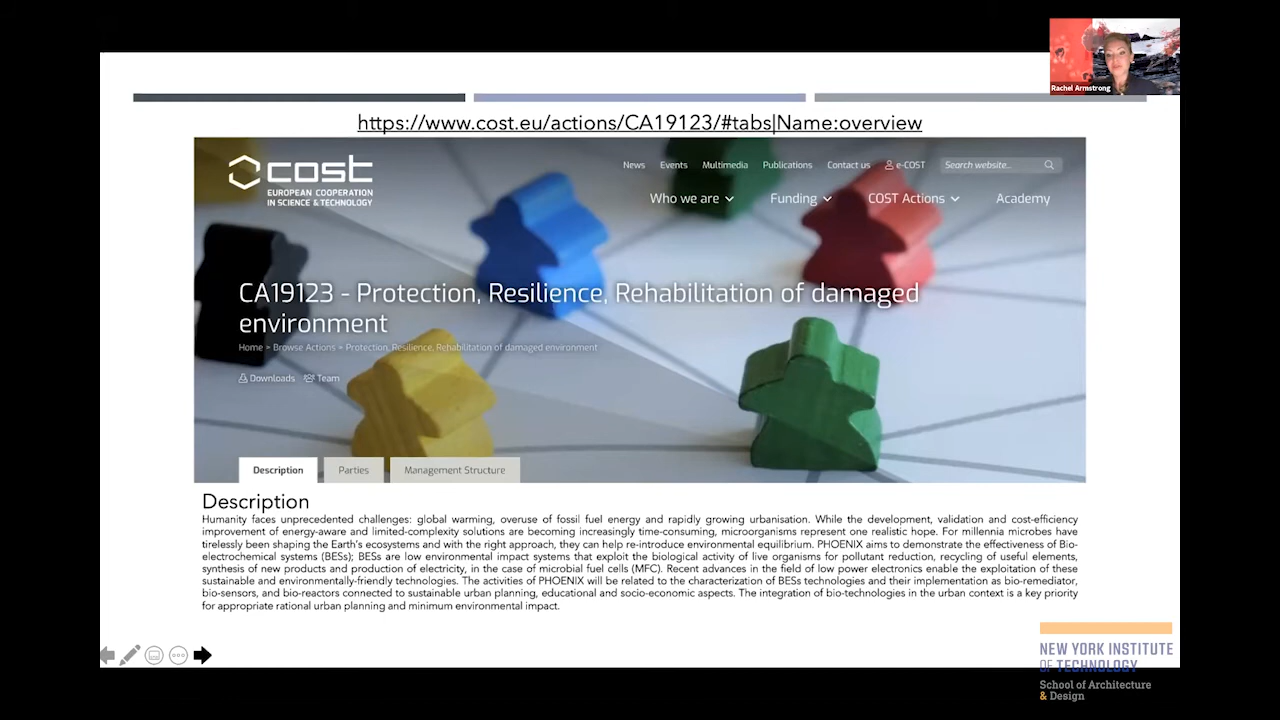 Rachel Armstrong
https://www.cost.eu/actions/CA19123/#tabs|Name:overview
cost
EUROPEAN COOPERATION
IN SCIENCE & TECHNOLOGY
News Events Multimedia Publications Contact us e-COST Search website...
Who we are Funding COST Actions Academy
CA19123 - Protection, Resilience, Rehabilitation of damaged
environment
Home > Browse Actions > Protection, Resilience, Rehabilitation of damaged environment
Downloads Team
Description Parties Management Structure
Description
Humanity faces unprecedented challenges: global warming, overuse of fossil fuel energy and rapidly growing urbanisation. While the development, validation and cost-efficiency
improvement of energy-aware and limited-complexity solutions are becoming increasingly time-consuming, microorganisms represent one realistic hope. For millennia microbes have
tirelessly been shaping the Earth's ecosystems and with the right approach, they can help re-introduce environmental equilibrium. PHOENIX aims to demonstrate the effectiveness of Bio-
electrochemical systems (BESs); BESs are low environmental impact systems that exploit the biological activity of live organisms for pollutant reduction, recycling of useful elements,
synthesis of new products and production of electricity, in the case of microbial fuel cells (MFC). Recent advances in the field of low power electronics enable the exploitation of these
sustainable and environmentally-friendly technologies. The activities of PHOENIX will be related to the characterization of BESs technologies and their implementation as bio-remediator,
bio-sensors, and bio-reactors connected to sustainable urban planning, educational and socio-economic aspects. The integration of bio-technologies in the urban context is a key priority
for appropriate rational urban planning and minimum environmental impact.
NEW YORK INSTITUTE
OF TECHNOLOGY
School of Architecture
& Design